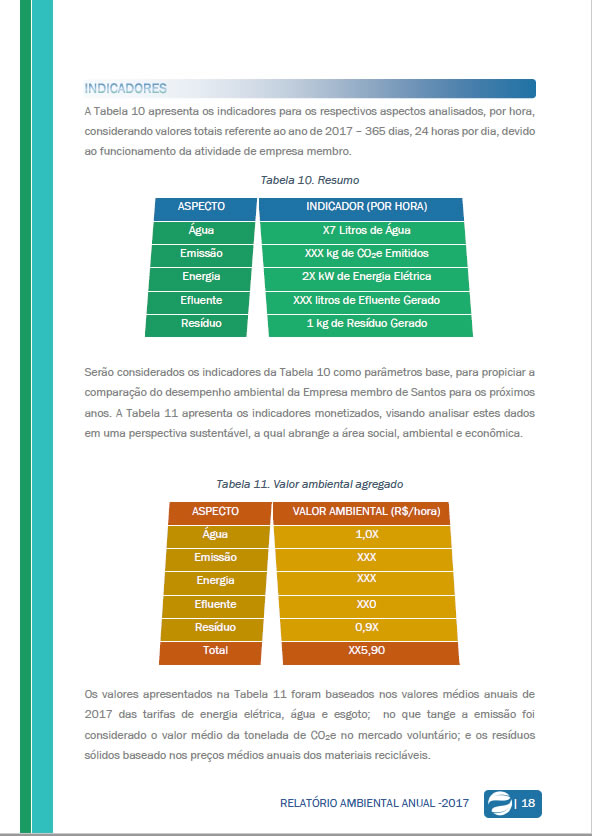 INDICADORES
A Tabela 10 apresenta os indicadores para os respectivos aspectos analisados, por hora,
considerando valores totais referente ao ano de 2017 – 365 dias, 24 horas por dia, devido
ao funcionamento da atividade de empresa membro.
Tabela 10. Resumo
ASPECTO INDICADOR (POR HORA)
Água X7 Litros de Água
Emissão XXX kg de CO₂e Emitidos
Energia 2X kW de Energia Elétrica
Efluente XXX litros de Efluente Gerado
Resíduo 1 kg de Resíduo Gerado
Serão considerados os indicadores da Tabela 10 como parâmetros base, para propiciar a
comparação do desempenho ambiental da Empresa membro de Santos para os próximos
anos. A Tabela 11 apresenta os indicadores monetizados, visando analisar estes dados
em uma perspectiva sustentável, a qual abrange a área social, ambiental e econômica.
Tabela 11. Valor ambiental agregado
ASPECTO VALOR AMBIENTAL (R$/hora)
Água 1,0X
Emissão XXX
Energia XXX
Efluente XX0
Resíduo 0,9X
Total XX5,90
Os valores apresentados na Tabela 11 foram baseados nos valores médios anuais de
2017 das tarifas de energia elétrica, água e esgoto; no que tange a emissão foi
considerado o valor médio da tonelada de CO₂e no mercado voluntário; e os resíduos
sólidos baseado nos preços médios anuais dos materiais recicláveis.
RELATÓRIO AMBIENTAL ANUAL -2017 | 18